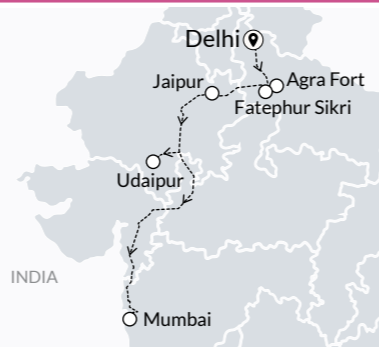 Delhi
Jaipur
Agra Fort
Fatephur Sikri
Udaipur
INDIA
Mumbai